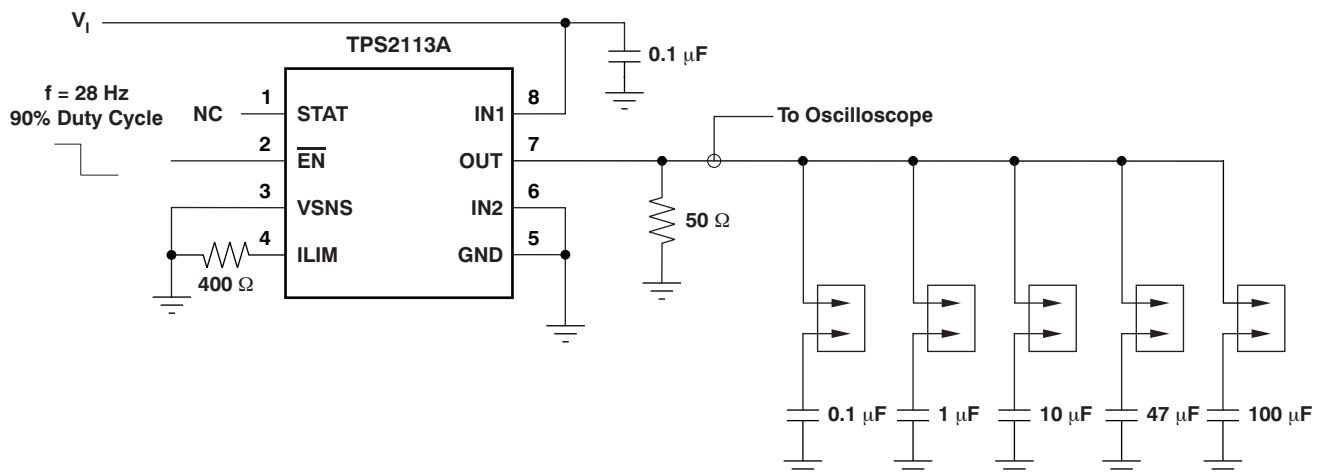 V_I
TPS2113A
0.1 μF
f = 28 Hz
90% Duty Cycle
NC
1
STAT
IN1
8
To Oscilloscope
2
E̅N̅
OUT
7
3
VSNS
IN2
6
50 Ω
4
ILIM
GND
5
400 Ω
0.1 μF
1 μF
10 μF
47 μF
100 μF